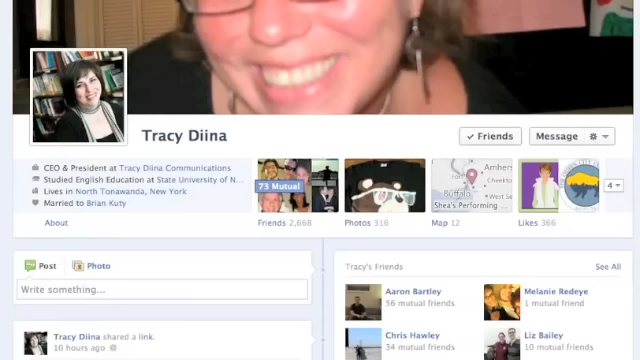 Tracy Diina
Friends
Message
CEO & President at Tracy Diina Communications
Studied English Education at State University of N...
Lives in North Tonawanda, New York
Married to Brian Kuty
About
73 Mutual
Friends 2,668
Photos 316
Amhers
Buffalo
West Se
Shea's Performing ...
Map 12
Likes 366
4
Post
Photo
Write something...
Tracy Diina shared a link.
10 hours ago
Tracy's Friends
See All
Aaron Bartley
56 mutual friends
Melanie Redeye
1 mutual friend
Chris Hawley
34 mutual friends
Liz Bailey
10 mutual friends